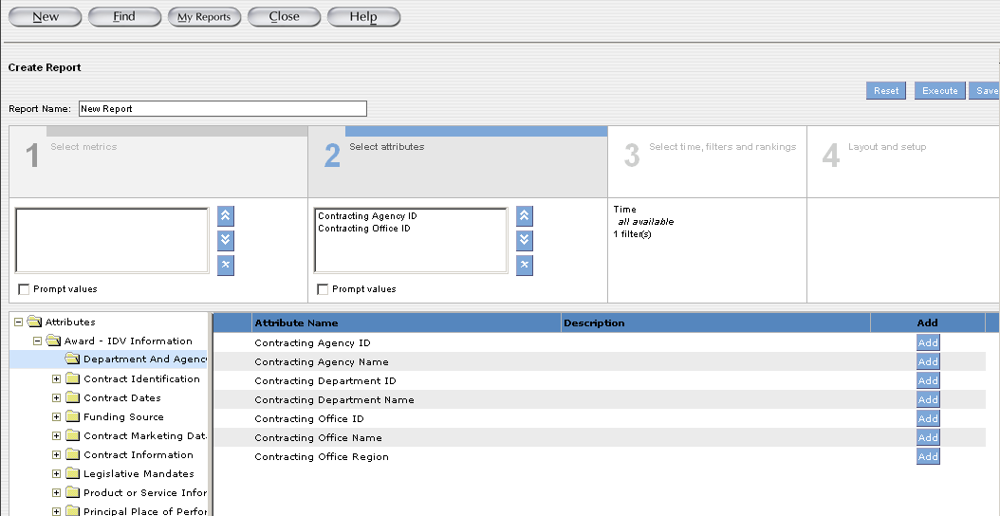 New Find My Reports Close Help
Create Report
Reset Execute Save
Report Name: New Report
1 Select metrics 2 Select attributes 3 Select time, filters and rankings 4 Layout and setup
Contracting Agency ID
Contracting Office ID
Time
all available
1 filter(s)
Prompt values Prompt values
Attributes
Award - IDV Information
Department And Agenc
Contract Identification
Contract Dates
Funding Source
Contract Marketing Dat
Contract Information
Legislative Mandates
Product or Service Infor
Principal Place of Perfor
Attribute Name Description Add
Contracting Agency ID Add
Contracting Agency Name Add
Contracting Department ID Add
Contracting Department Name Add
Contracting Office ID Add
Contracting Office Name Add
Contracting Office Region Add